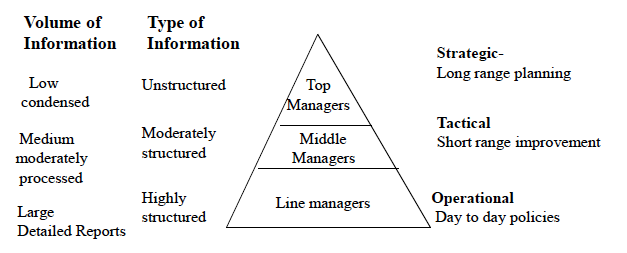 Volume of
Information
Type of
Information
Low
condensed
Unstructured
Top
Managers
Strategic-
Long range planning
Medium
moderately
processed
Moderately
structured
Middle
Managers
Tactical
Short range improvement
Large
Detailed Reports
Highly
structured
Line managers
Operational
Day to day policies